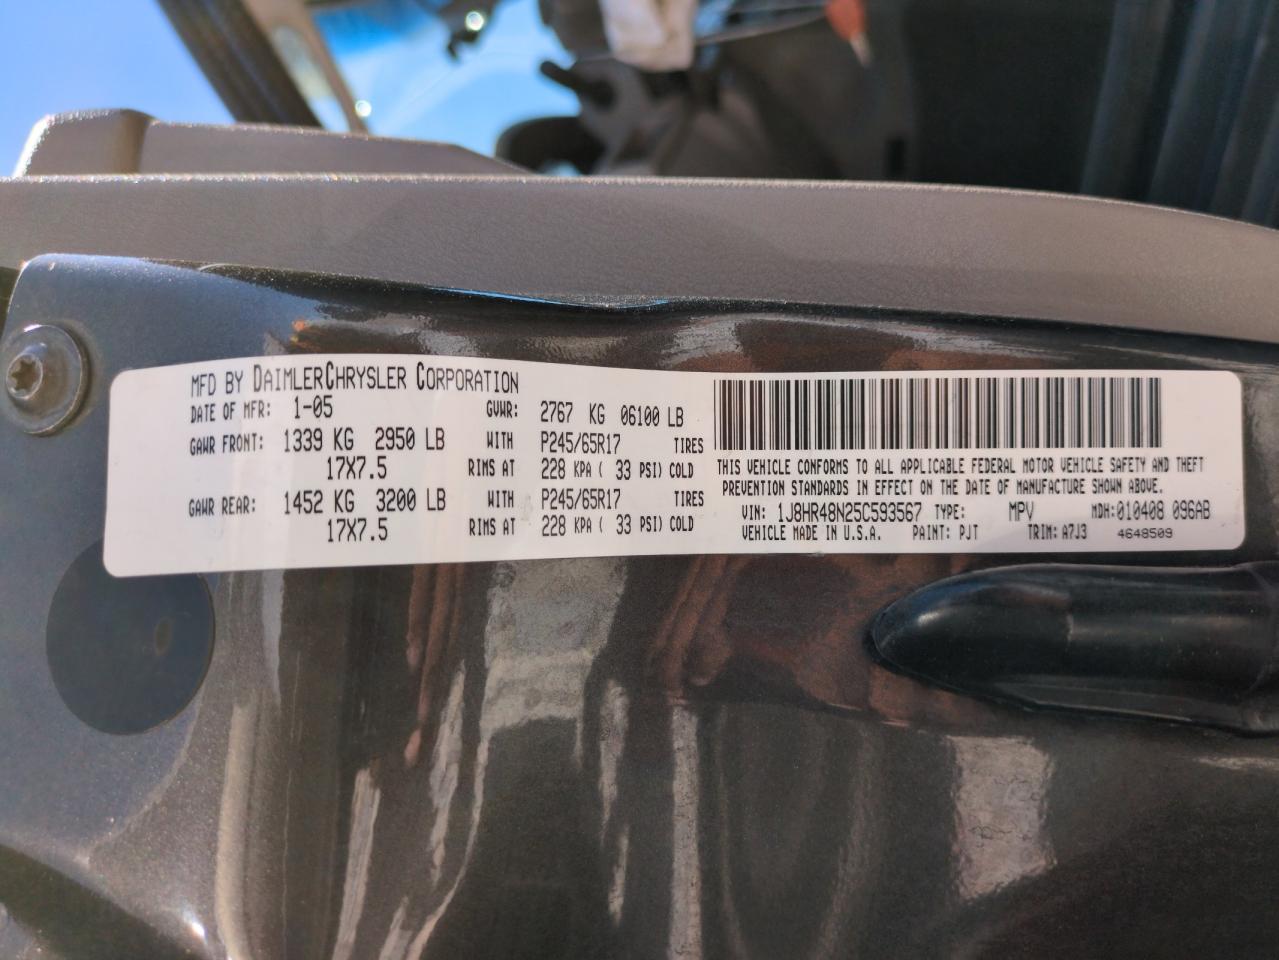 MFD BY DAIMLERCHRYSLER CORPORATION
DATE OF MFR: 1-05 GVWR: 2767 KG 06100 LB
GAWR FRONT: 1339 KG 2950 LB WITH P245/65R17 TIRES
17X7.5 RIMS AT 228 KPA ( 33 PSI) COLD
GAWR REAR: 1452 KG 3200 LB WITH P245/65R17 TIRES
17X7.5 RIMS AT 228 KPA ( 33 PSI) COLD
THIS VEHICLE CONFORMS TO ALL APPLICABLE FEDERAL MOTOR VEHICLE SAFETY AND THEFT
PREVENTION STANDARDS IN EFFECT ON THE DATE OF MANUFACTURE SHOWN ABOVE.
VIN: 1J8HR48N25C593567 TYPE: MPV MDH: 010408 096AB
VEHICLE MADE IN U.S.A. PAINT: PJT TRIM: A7J3 4648509